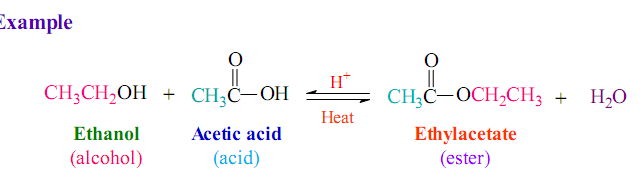 Example
O O
CH₃CH₂OH + CH₃C—OH H⁺ CH₃C—OCH₂CH₃ + H₂O
Heat
Ethanol Acetic acid Ethylacetate
(alcohol) (acid) (ester)